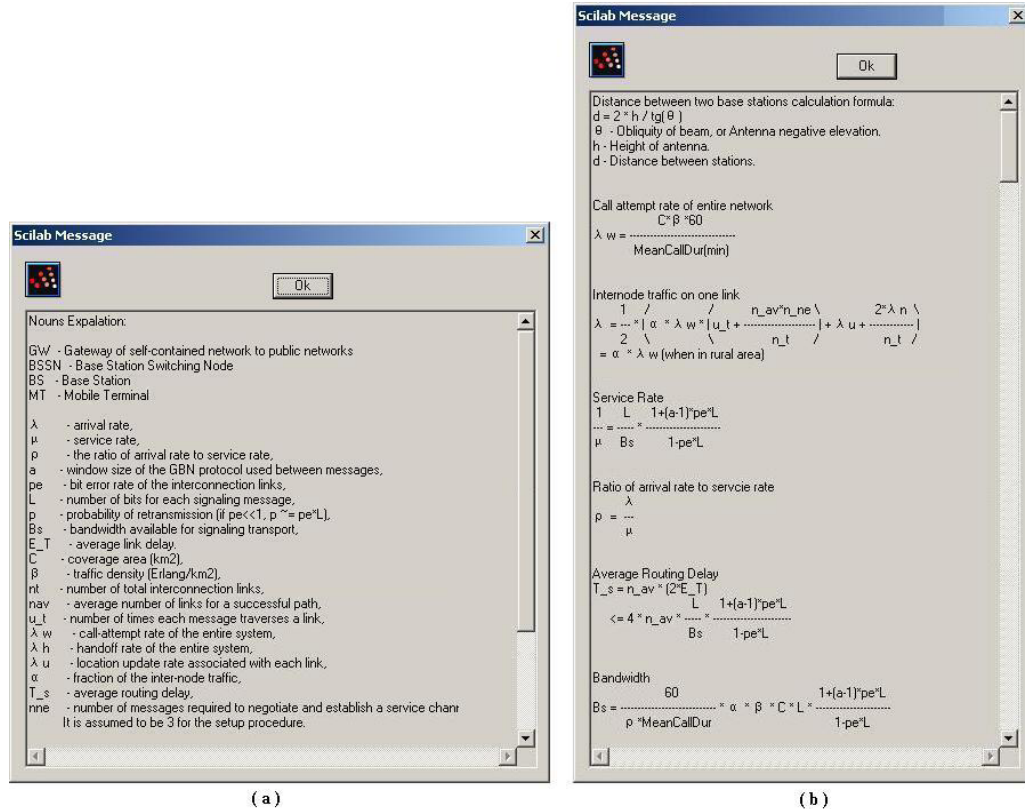 Scilab Message
Ok
Nouns Expalation:
GW - Gateway of self-contained network to public networks
BSSN - Base Station Switching Node
BS - Base Station
MT - Mobile Terminal
λ - arrival rate,
μ - service rate,
ρ - the ratio of arrival rate to service rate,
a - window size of the GBN protocol used between messages,
pe - bit error rate of the interconnection links,
L - number of bits for each signaling message,
p - probability of retransmission (if pe<<1, p ~= pe*L),
Bs - bandwidth available for signaling transport,
E_T - average link delay.
C - coverage area (km2),
β - traffic density (Erlang/km2),
nt - number of total interconnection links,
nav - average number of links for a successful path,
u_t - number of times each message traverses a link,
λ w - call-attempt rate of the entire system,
λ h - handoff rate of the entire system,
λ u - location update rate associated with each link,
α - fraction of the inter-node traffic,
T_s - average routing delay,
nne - number of messages required to negotiate and establish a service chanr
It is assumed to be 3 for the setup procedure.
( a )
Scilab Message
Ok
Distance between two base stations calculation formula:
d = 2 * h / tg(θ )
θ - Obliquity of beam, or Antenna negative elevation.
h - Height of antenna.
d - Distance between stations.
Call attempt rate of entire network
C* β *60
λ w = -----------------------------
MeanCallDur(min)
Internode traffic on one link
1 / / n_av*n_ne \ 2*λ n \
λ = --- *| α * λ w * | u_t + ------------------| + λ u + -----------|
2 \ \ n_t / n_t /
= α * λ w (when in rural area)
Service Rate
1 L 1+(a-1)*pe*L
--- = ----- * --------------------
μ Bs 1-pe*L
Ratio of arrival rate to servcie rate
λ
ρ = ---
μ
Average Routing Delay
T_s = n_av * (2*E_T)
L 1+(a-1)*pe*L
<= 4 * n_av * ----- * --------------------
Bs 1-pe*L
Bandwidth
60 1+(a-1)*pe*L
Bs = ------------------------- * α * β * C * L * --------------------
ρ *MeanCallDur 1-pe*L
( b )